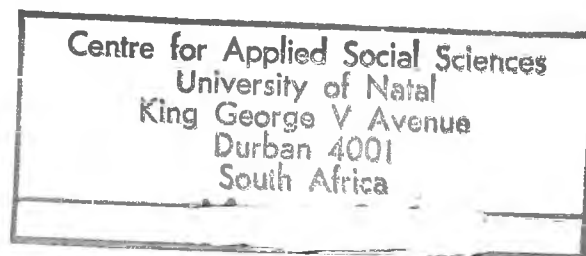 Centre for Applied Social Sciences
University of Natal
King George V Avenue
Durban 4001
South Africa